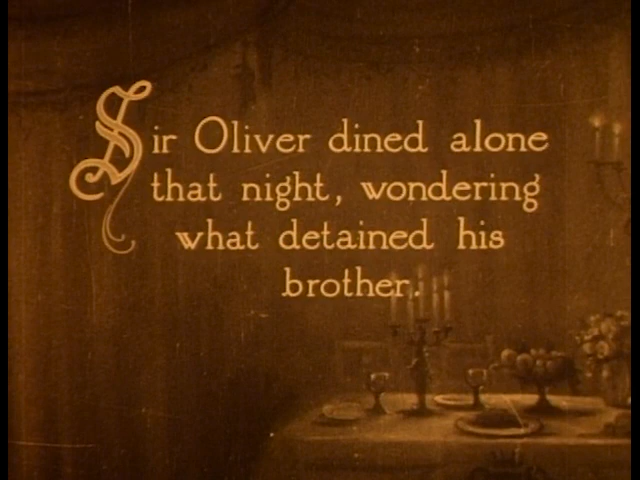 Sir Oliver dined alone
that night, wondering
what detained his
brother.